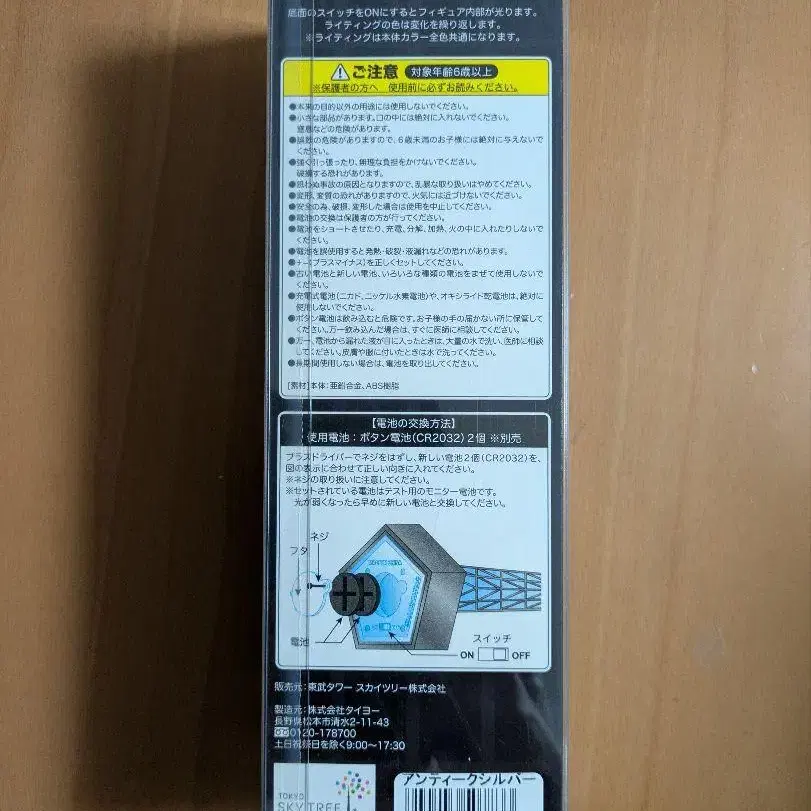 底面のスイッチをONにするとフィギュア内部が光ります。
ライティングの色は変化を繰り返します。
※ライティングは本体カラー全色共通になります。
ご注意 対象年齢6歳以上
※保護者の方へ 使用前に必ずお読みください。
●本来の目的以外の用途には使用しないでください。
●小さな部品があります。口の中には絶対に入れないでください。
窒息などの危険があります。
●誤飲の危険がありますので、6歳未満のお子様には絶対に与えないで
ください。
●強く引っ張ったり、無理な負担をかけないでください。
破損する恐れがあります。
●思わぬ事故の原因となりますので、乱暴な取り扱いはやめてください。
●変形、変質の恐れがありますので、火気には近づけないでください。
●安全の為、破損、変形した場合は使用を中止してください。
●電池の交換は保護者の方が行ってください。
●電池をショートさせたり、充電、分解、加熱、火の中に入れたりしないで
ください。
●電池を誤使用すると発熱・破裂・液漏れなどの恐れがあります。
●+-(プラスマイナス)を正しくセットしてください。
●古い電池と新しい電池、いろいろな種類の電池をまぜて使用しないで
ください。
●充電式電池(ニカド、ニッケル水素電池)や、オキシライド乾電池は、絶対に
使用しないでください。
●ボタン電池は飲み込むと危険です。お子様の手の届かない所に保管して
ください。万一飲み込んだ場合は、すぐに医師に相談してください。
●万一、電池から漏れた液が目に入ったときは、大量の水で洗い、医師に相談
してください。皮膚や服に付いたときは水で洗ってください。
●長期間使用しない場合は、電池を取り出してください。
[素材]本体:亜鉛合金、ABS樹脂
【電池の交換方法】
使用電池:ボタン電池(CR2032)2個 ※別売
プラスドライバーでネジをはずし、新しい電池2個(CR2032)を、
図の表示に合わせて正しい向きに入れてください。
※ネジの取り扱いに注意してください。
※セットされている電池はテスト用のモニター電池です。
光が弱くなったら早めに新しい電池と交換してください。
ネジ
フタ
電池
スイッチ
ON OFF
販売元:東武タワー スカイツリー株式会社
製造元:株式会社タイヨー
長野県松本市清水2-11-43
0120-178700
土日祝祭日を除く9:00〜17:30
TOKYO
SKYTREE
アンティークシルバー